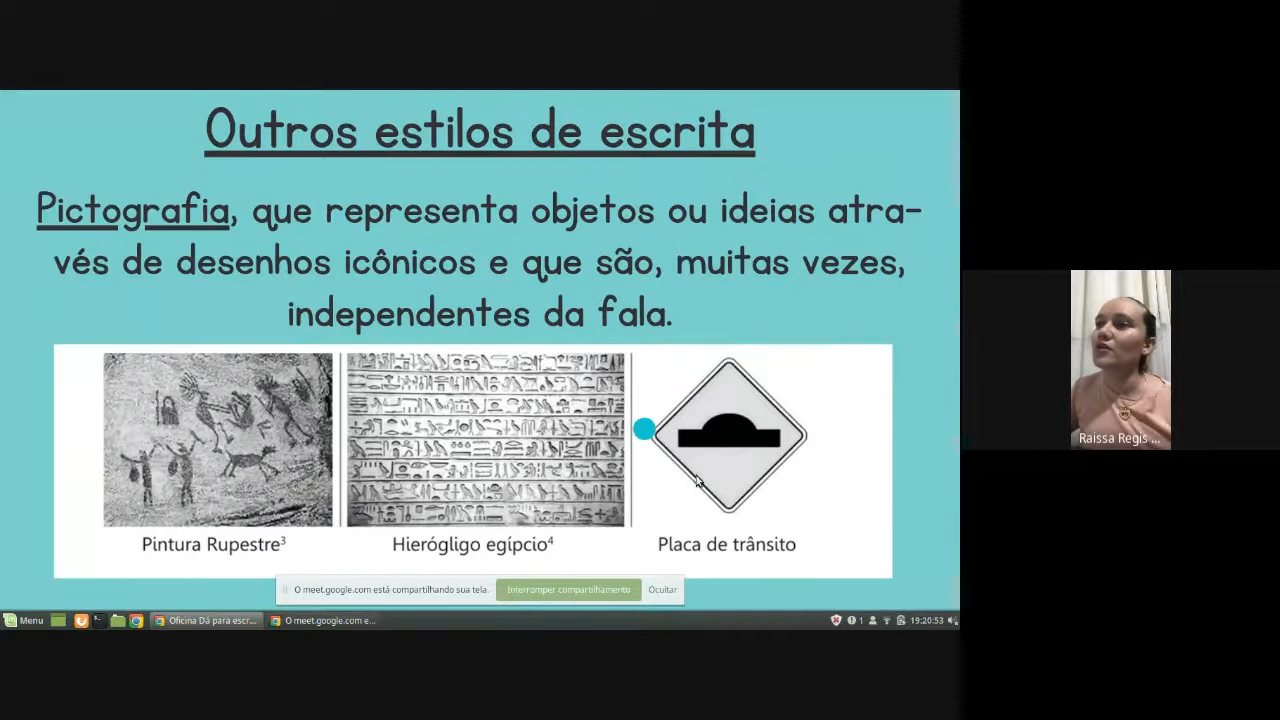 Outros estilos de escrita
Pictografia, que representa objetos ou ideias atra-
vés de desenhos icônicos e que são, muitas vezes,
independentes da fala.
Pintura Rupestre³
Hierógligo egípcio⁴
Placa de trânsito
Raissa Regis ...
O meet.google.com está compartilhando sua tela.
Interromper compartilhamento
Ocultar
Menu
Oficina Dá para escr...
O meet.google.com e...
1
19:20:53